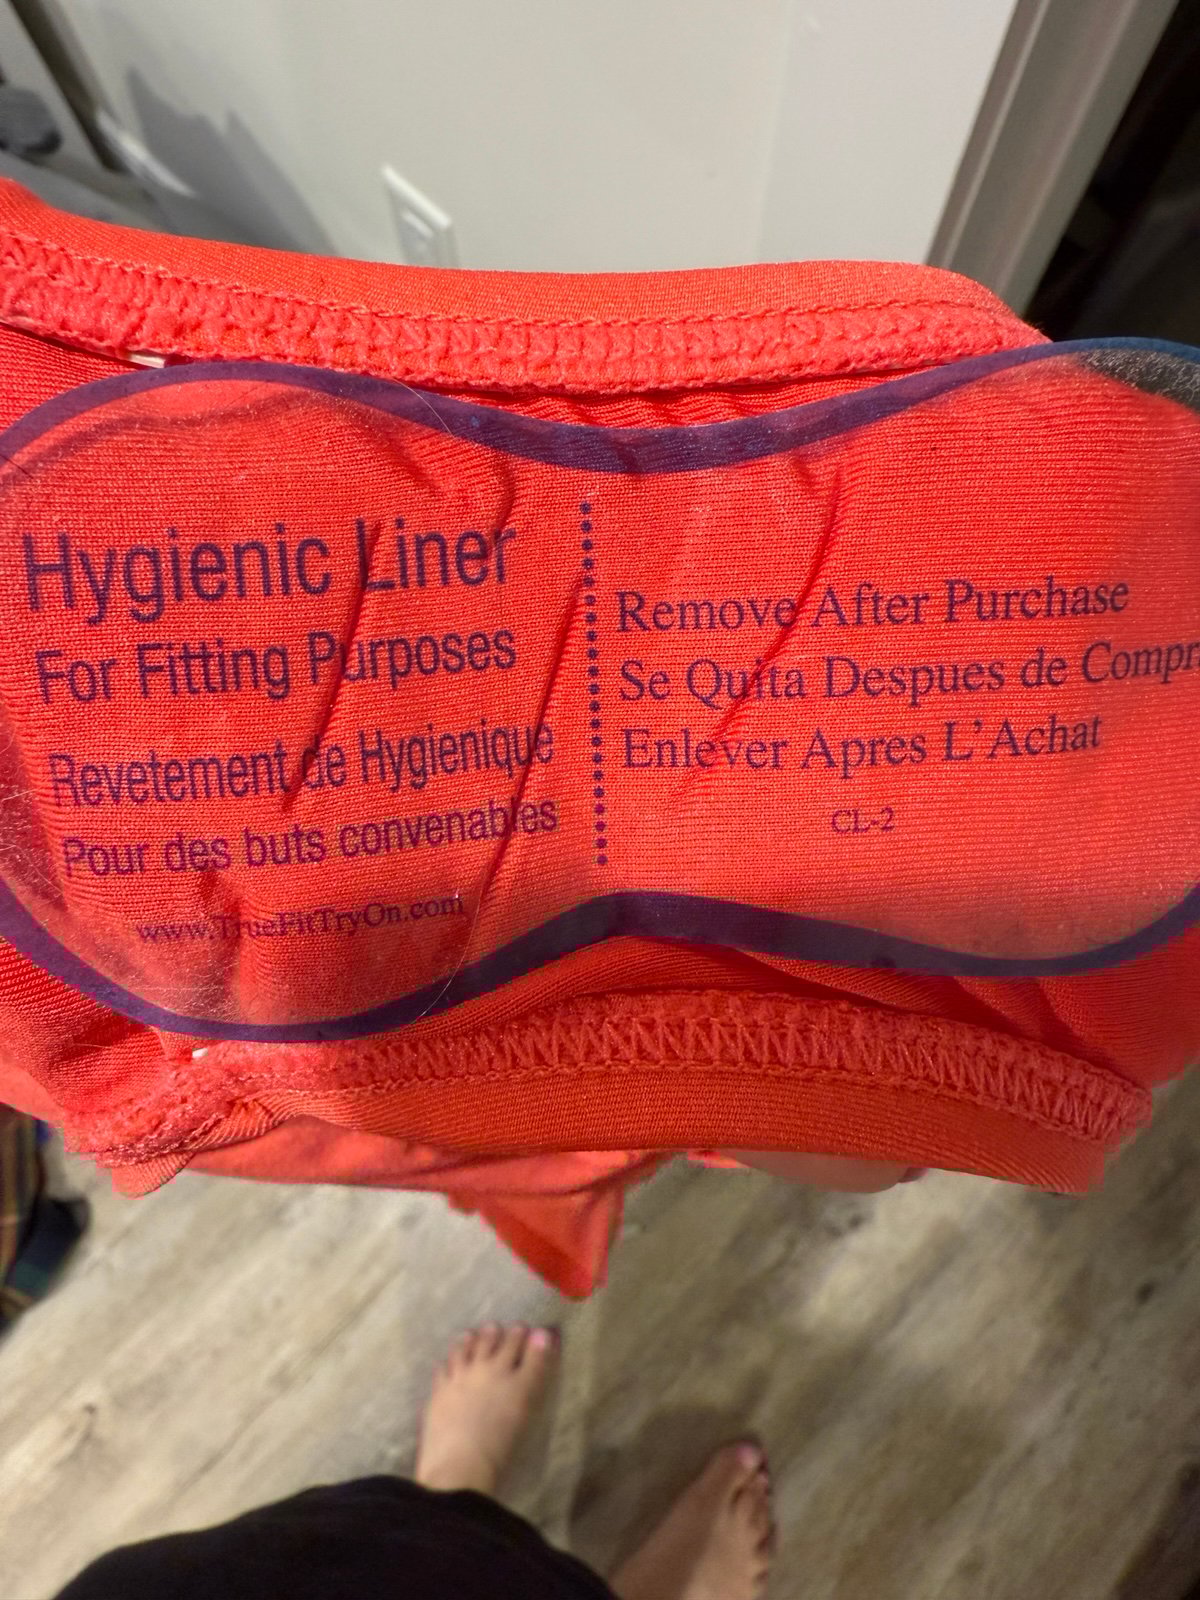 Hygienic Liner
For Fitting Purposes
Revetement de Hygienique
Pour des buts convenables
www.TrueFitTryOn.com
Remove After Purchase
Se Quita Despues de Compr
Enlever Apres L'Achat
CL-2